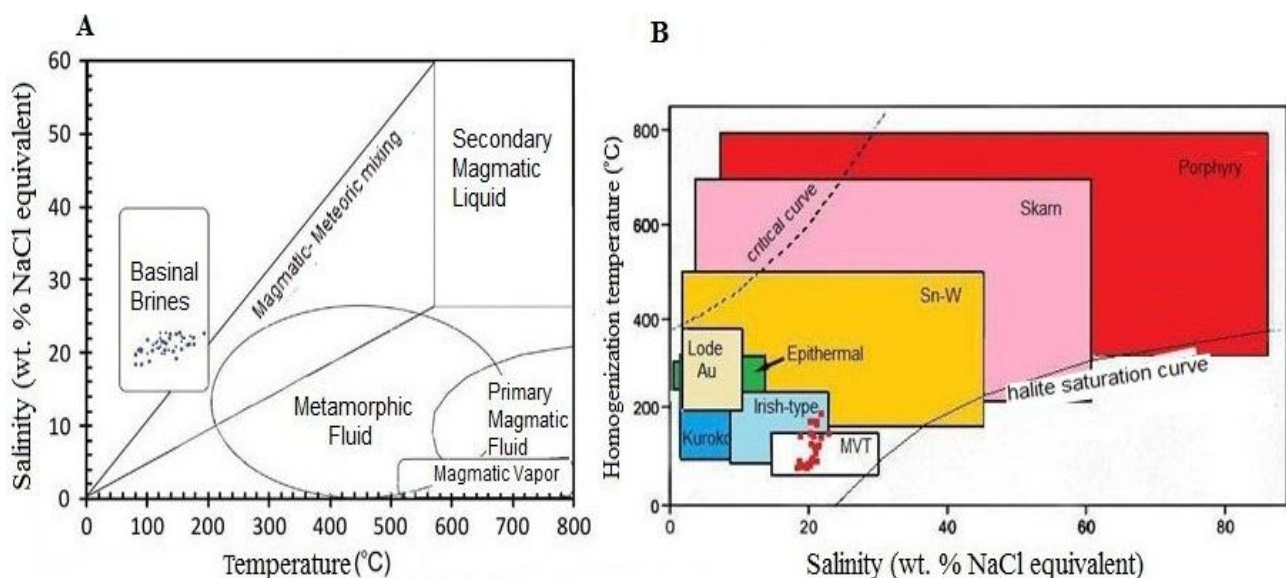 A
Salinity (wt. % NaCl equivalent)
60
50
40
30
20
10
0
Basinal
Brines
Magmatic- Meteoric mixing
Secondary
Magmatic
Liquid
Metamorphic
Fluid
Primary
Magmatic
Fluid
Magmatic Vapor
0 100 200 300 400 500 600 700 800
Temperature (°C)
B
Homogenization temperature (°C)
800
600
400
200
0
critical curve
Porphyry
Skarn
Sn-W
Lode
Au
Epithermal
Irish-type
Kuroko
MVT
halite saturation curve
0 20 40 60 80
Salinity (wt. % NaCl equivalent)